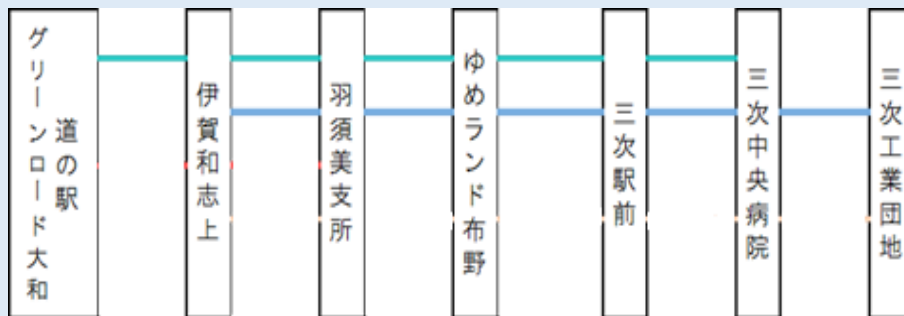 道の駅
グリーンロード大和
伊賀和志上
羽須美支所
ゆめランド布野
三次駅前
三次中央病院
三次工業団地